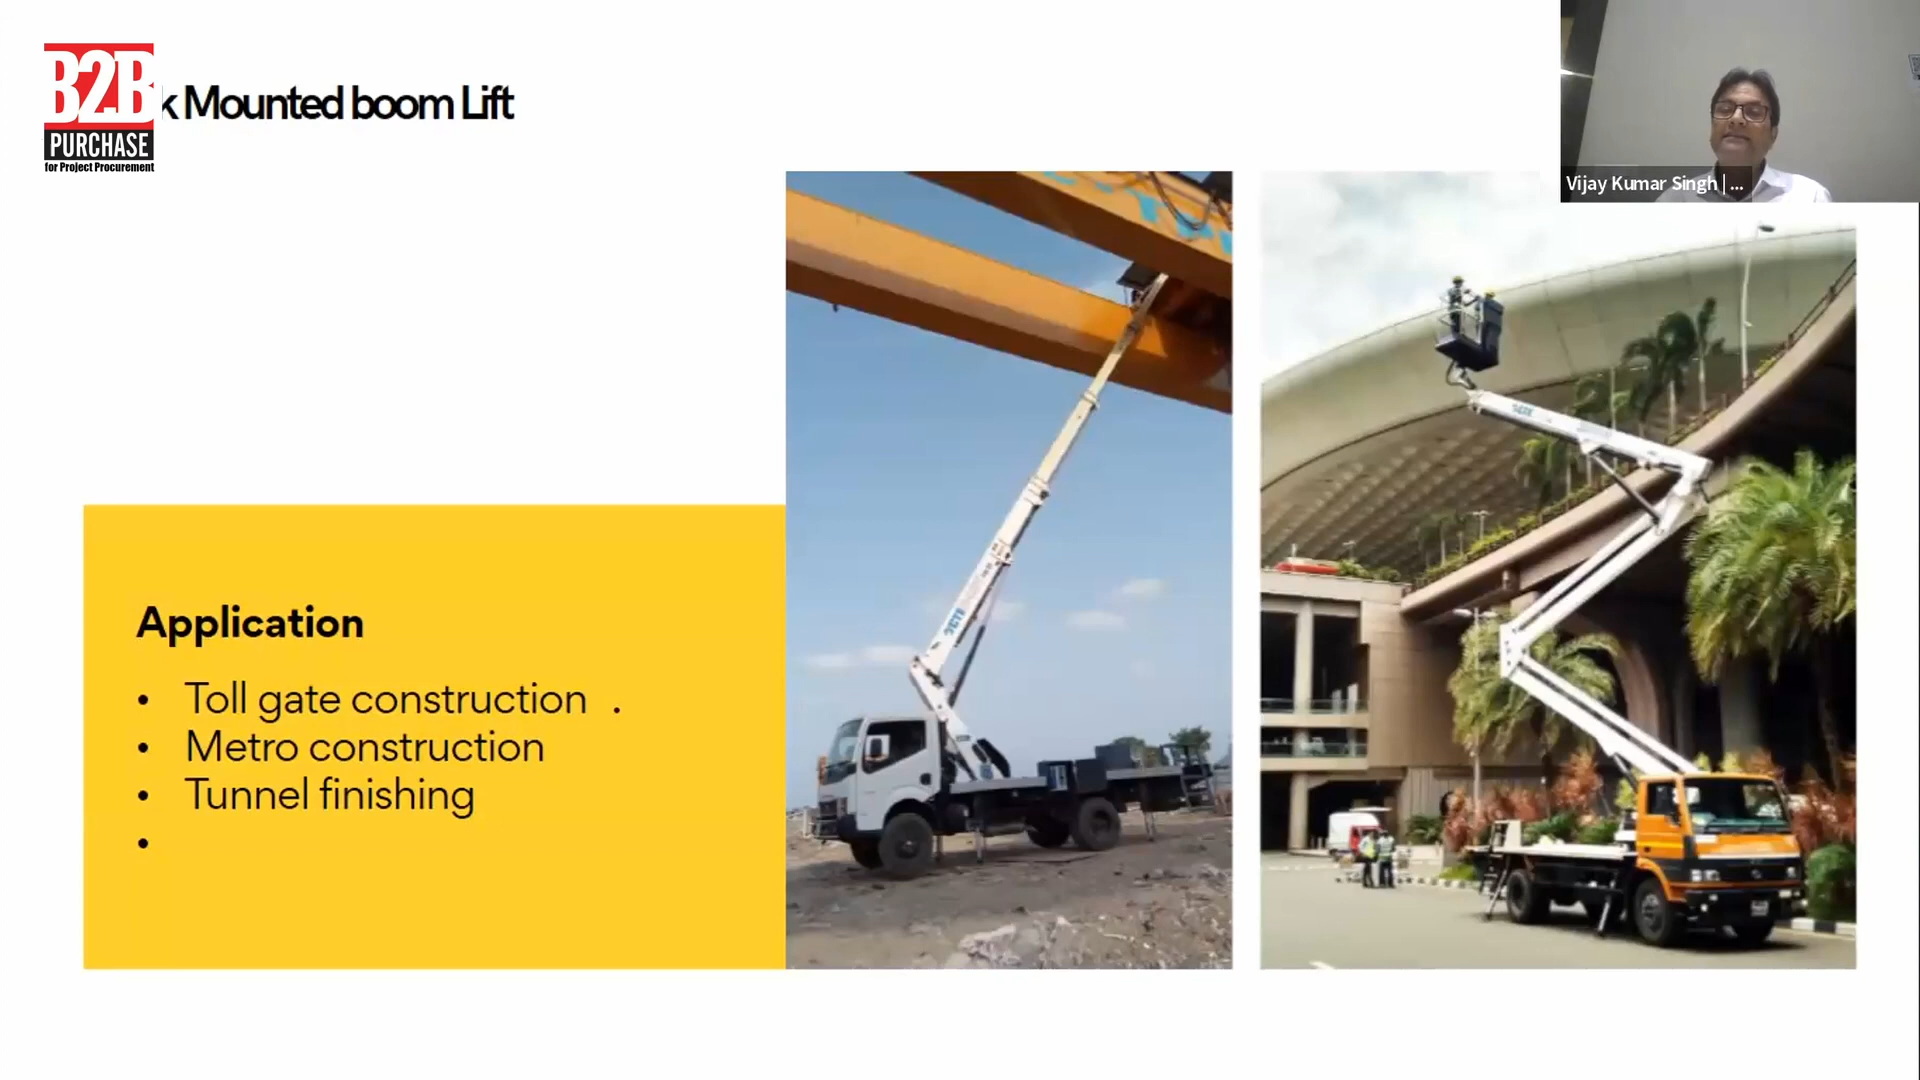 B2B
PURCHASE
for Project Procurement
k Mounted boom Lift
Vijay Kumar Singh | ...
Application
• Toll gate construction .
• Metro construction
• Tunnel finishing
•